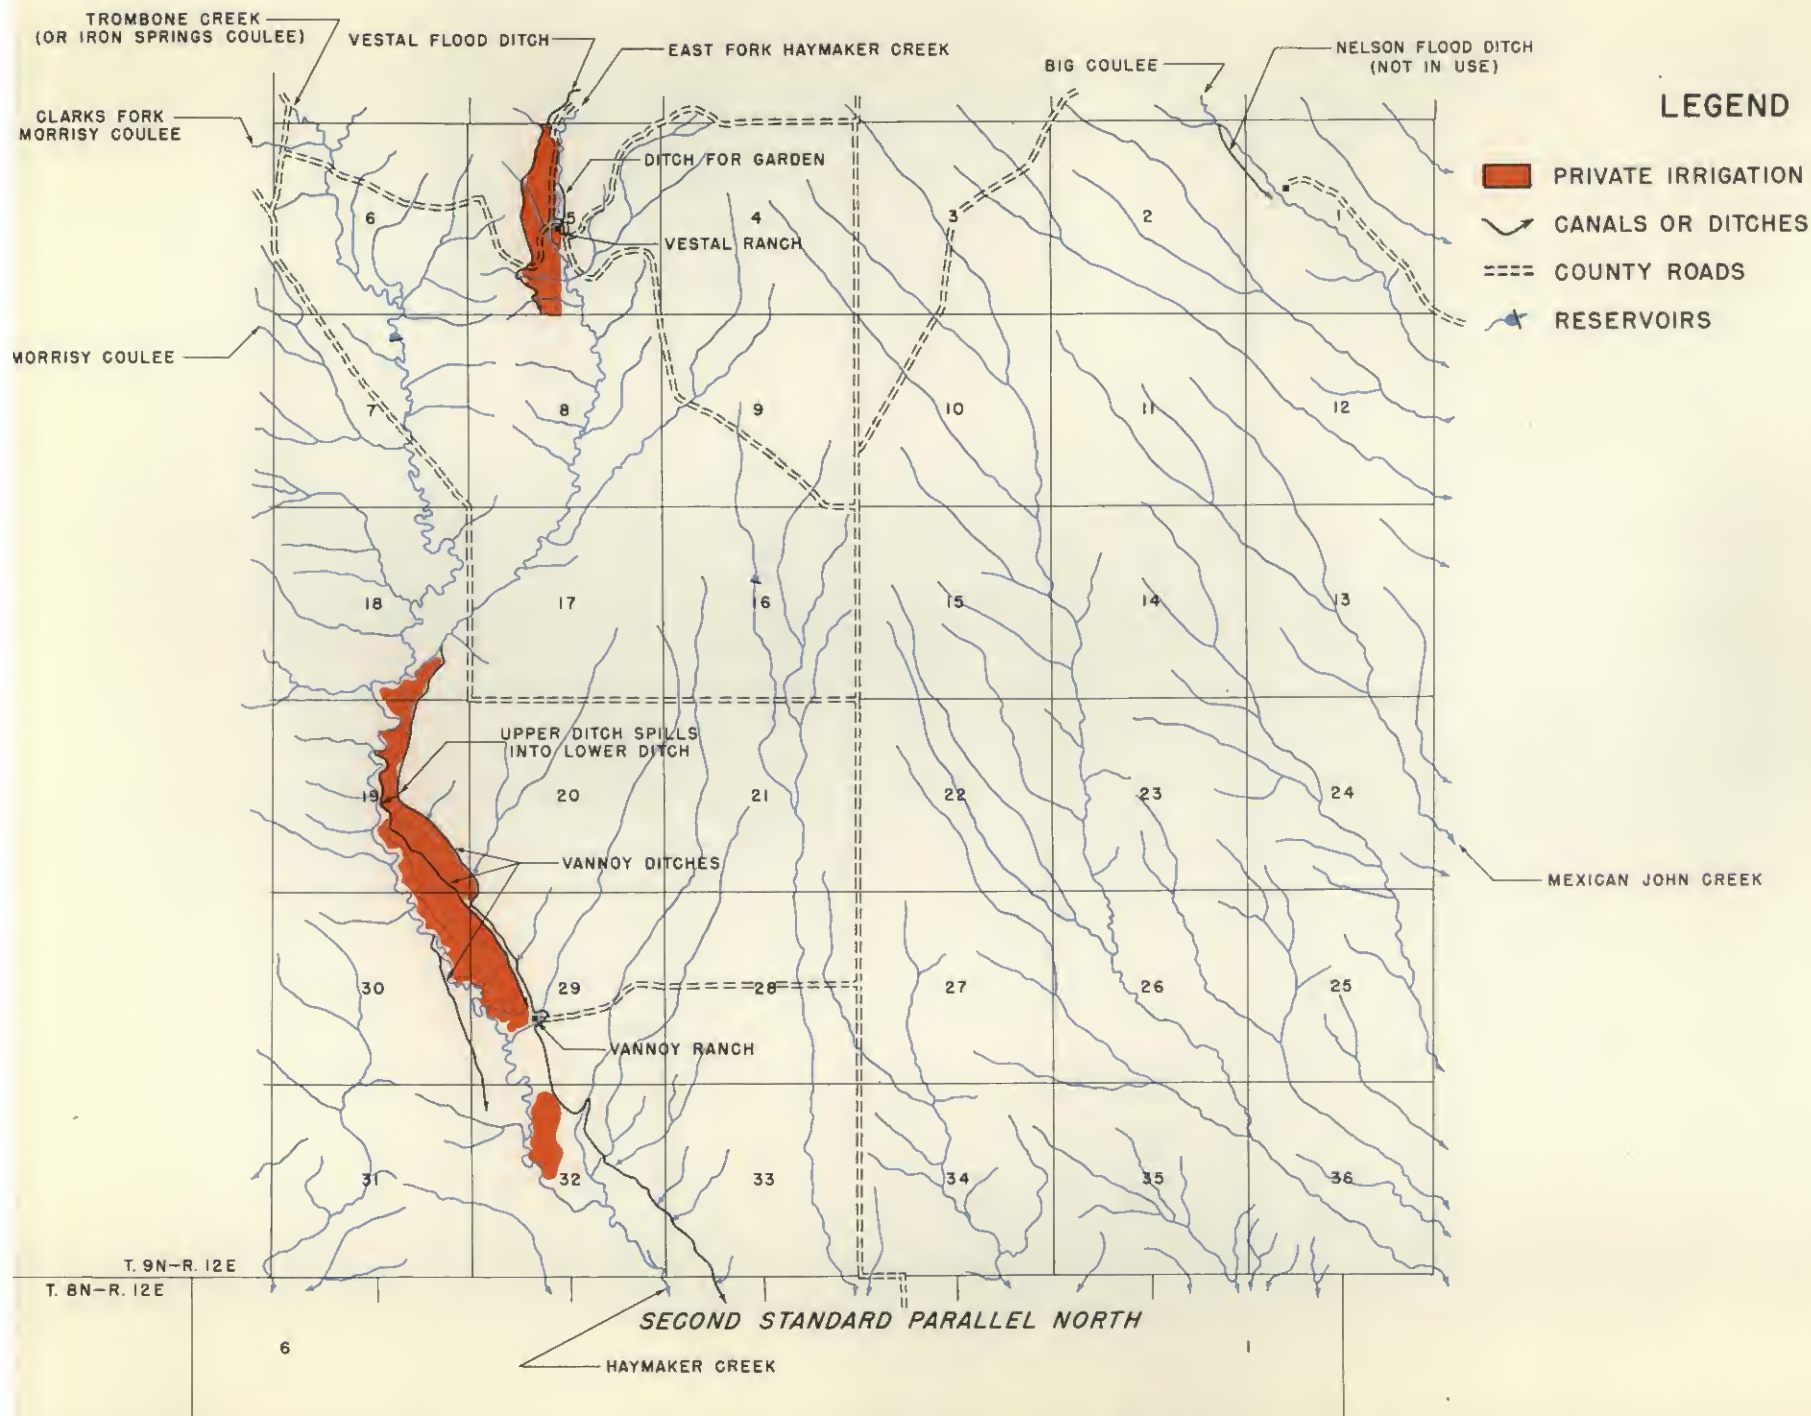 TROMBONE CREEK
(OR IRON SPRINGS COULEE)
VESTAL FLOOD DITCH
EAST FORK HAYMAKER CREEK
BIG COULEE
NELSON FLOOD DITCH
(NOT IN USE)
LEGEND
CLARKS FORK
MORRISY COULEE
DITCH FOR GARDEN
PRIVATE IRRIGATION
6
5
4
3
2
1
CANALS OR DITCHES
VESTAL RANCH
COUNTY ROADS
RESERVOIRS
MORRISY COULEE
7
8
9
10
11
12
18
17
16
15
14
13
UPPER DITCH SPILLS
INTO LOWER DITCH
19
20
21
22
23
24
VANNOY DITCHES
MEXICAN JOHN CREEK
30
29
28
27
26
25
VANNOY RANCH
31
32
33
34
35
36
T. 9N-R. 12E
T. 8N-R. 12E
SECOND STANDARD PARALLEL NORTH
6
1
HAYMAKER CREEK